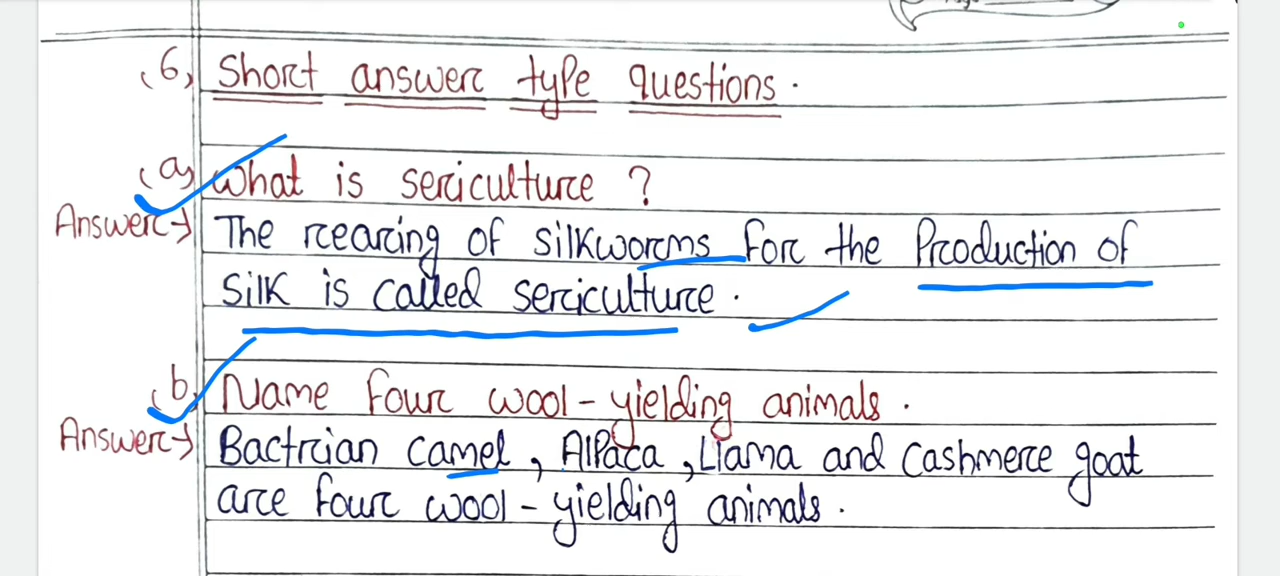 (6) Short answer type questions.
(a) What is sericulture ?
Answer→ The rearing of silkworms for the Production of
Silk is called sericulture.
(b) Name four wool-yielding animals.
Answer→ Bactrian camel, Alpaca, Llama and Cashmere goat
are four wool-yielding animals.